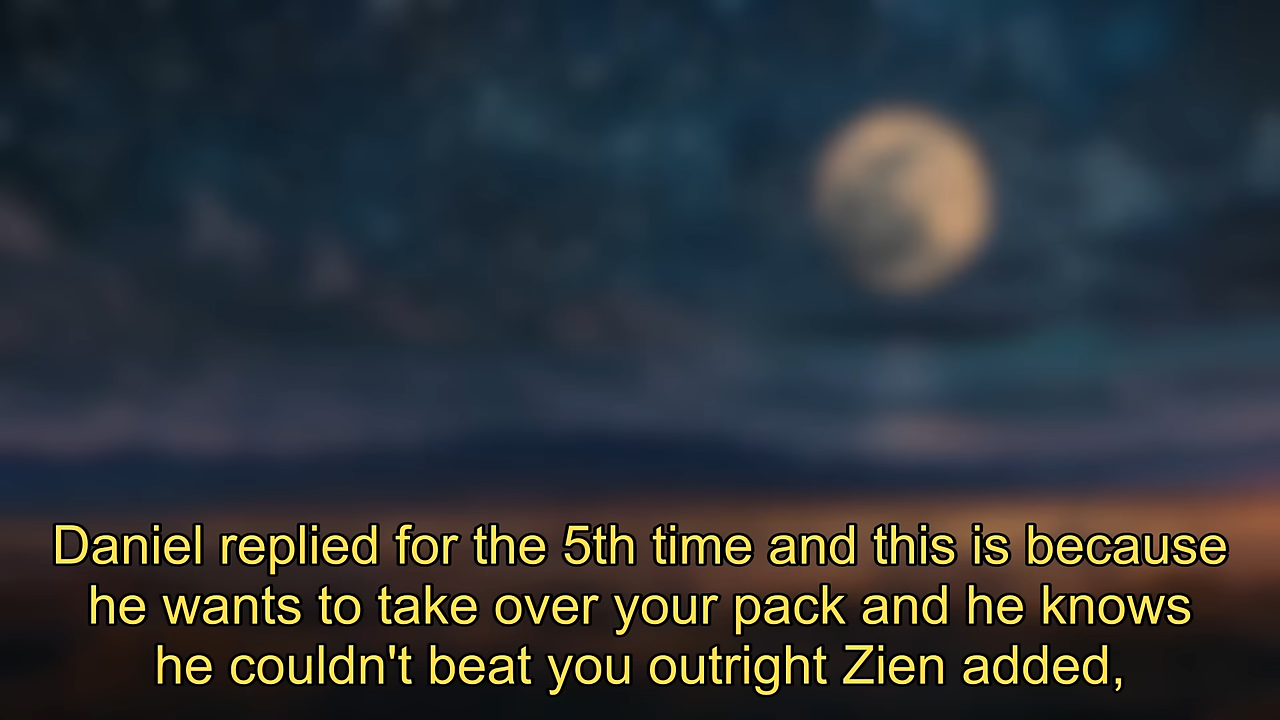 Daniel replied for the 5th time and this is because
he wants to take over your pack and he knows
he couldn't beat you outright Zien added,